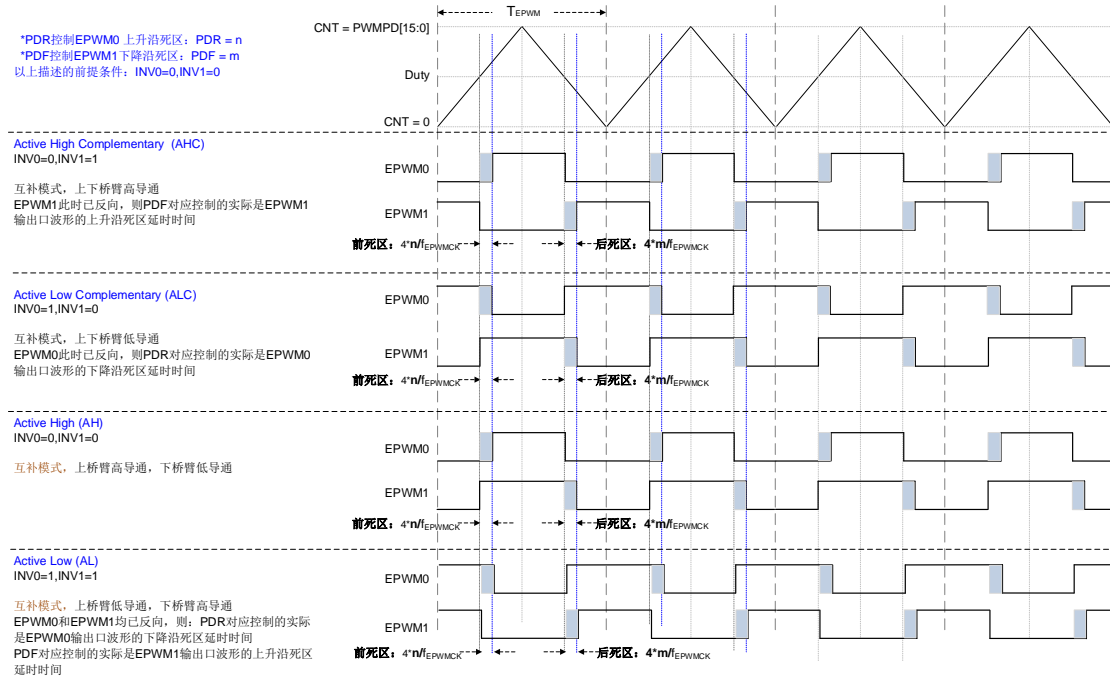 T_EPWM
CNT = PWMPD[15:0]
*PDR控制EPWM0 上升沿死区：PDR = n
*PDF控制EPWM1下降沿死区：PDF = m
以上描述的前提条件：INV0=0,INV1=0
Duty
CNT = 0
Active High Complementary (AHC)
INV0=0,INV1=1
互补模式，上下桥臂高导通
EPWM1此时已反向，则PDF对应控制的实际是EPWM1
输出口波形的上升沿死区延时时间
EPWM0
EPWM1
前死区：4*n/f_EPWMCK
后死区：4*m/f_EPWMCK
Active Low Complementary (ALC)
INV0=1,INV1=0
互补模式，上下桥臂低导通
EPWM0此时已反向，则PDR对应控制的实际是EPWM0
输出口波形的下降沿死区延时时间
EPWM0
EPWM1
前死区：4*n/f_EPWMCK
后死区：4*m/f_EPWMCK
Active High (AH)
INV0=0,INV1=0
互补模式，上桥臂高导通，下桥臂低导通
EPWM0
EPWM1
前死区：4*n/f_EPWMCK
后死区：4*m/f_EPWMCK
Active Low (AL)
INV0=1,INV1=1
互补模式，上桥臂低导通，下桥臂高导通
EPWM0和EPWM1均已反向，则：PDR对应控制的实际
是EPWM0输出口波形的下降沿死区延时时间
PDF对应控制的实际是EPWM1输出口波形的上升沿死区
延时时间
EPWM0
EPWM1
前死区：4*n/f_EPWMCK
后死区：4*m/f_EPWMCK